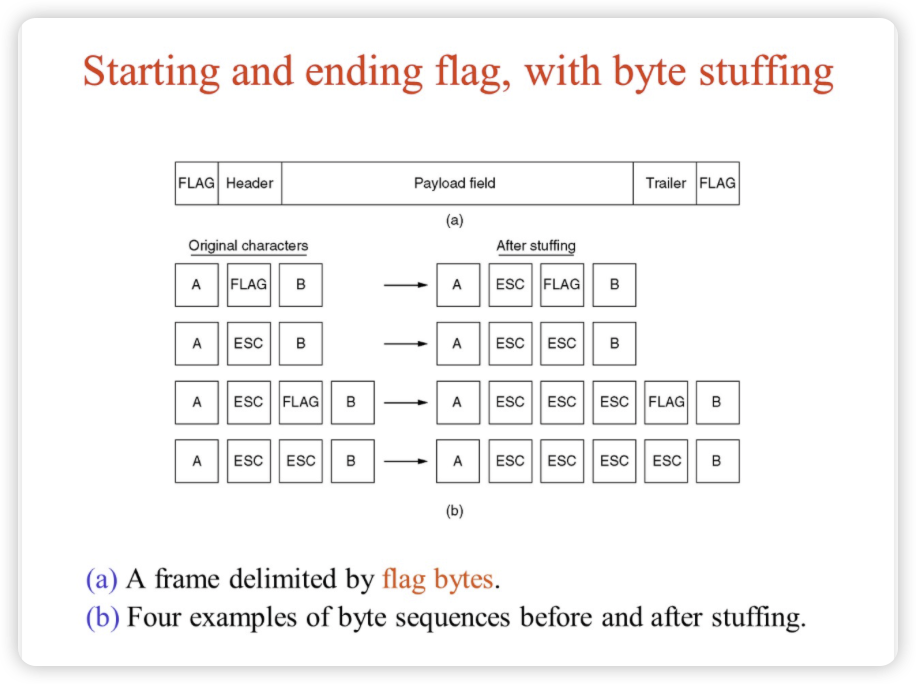 Starting and ending flag, with byte stuffing
FLAG Header Payload field Trailer FLAG
(a)
Original characters After stuffing
A FLAG B A ESC FLAG B
A ESC B A ESC ESC B
A ESC FLAG B A ESC ESC ESC FLAG B
A ESC ESC B A ESC ESC ESC ESC B
(b)
(a) A frame delimited by flag bytes.
(b) Four examples of byte sequences before and after stuffing.